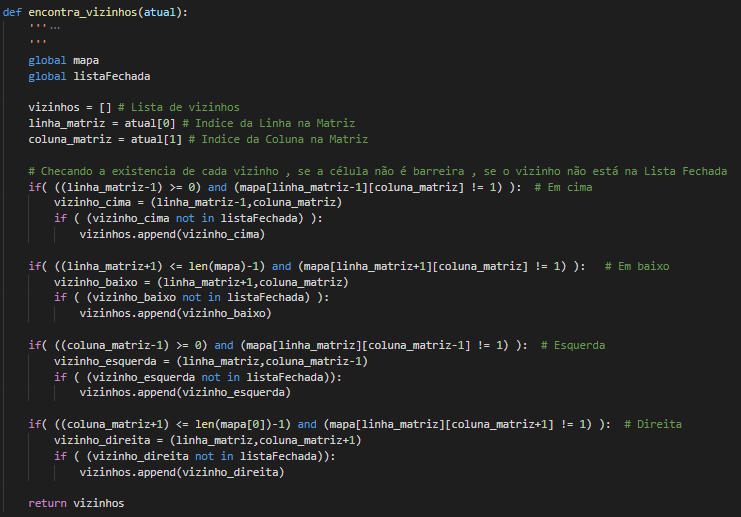 def encontra_vizinhos(atual):
'''...
'''
global mapa
global listaFechada
vizinhos = [] # Lista de vizinhos
linha_matriz = atual[0] # Indice da Linha na Matriz
coluna_matriz = atual[1] # Indice da Coluna na Matriz
# Checando a existencia de cada vizinho , se a célula não é barreira , se o vizinho não está na Lista Fechada
if( ((linha_matriz-1) >= 0) and (mapa[linha_matriz-1][coluna_matriz] != 1) ):  # Em cima
vizinho_cima = (linha_matriz-1,coluna_matriz)
if ( (vizinho_cima not in listaFechada) ):
vizinhos.append(vizinho_cima)
if( ((linha_matriz+1) <= len(mapa)-1) and (mapa[linha_matriz+1][coluna_matriz] != 1) ):   # Em baixo
vizinho_baixo = (linha_matriz+1,coluna_matriz)
if ( (vizinho_baixo not in listaFechada) ):
vizinhos.append(vizinho_baixo)
if( ((coluna_matriz-1) >= 0) and (mapa[linha_matriz][coluna_matriz-1] != 1) ):  # Esquerda
vizinho_esquerda = (linha_matriz,coluna_matriz-1)
if ( (vizinho_esquerda not in listaFechada)):
vizinhos.append(vizinho_esquerda)
if( ((coluna_matriz+1) <= len(mapa[0])-1) and (mapa[linha_matriz][coluna_matriz+1] != 1) ):  # Direita
vizinho_direita = (linha_matriz,coluna_matriz+1)
if ( (vizinho_direita not in listaFechada)):
vizinhos.append(vizinho_direita)
return vizinhos